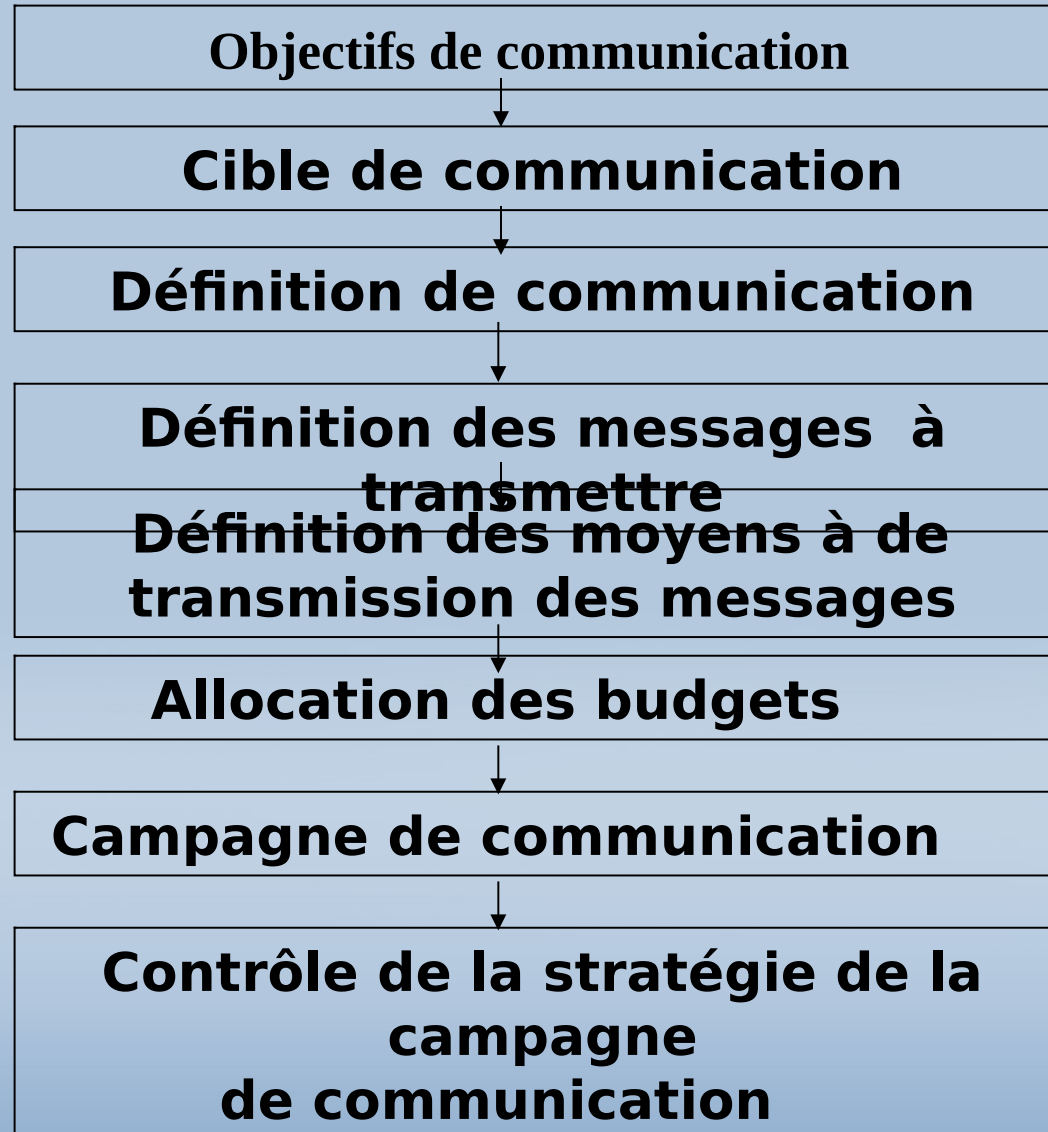 Objectifs de communication
Cible de communication
Définition de communication
Définition des messages à
transmettre
Définition des moyens à de
transmission des messages
Allocation des budgets
Campagne de communication
Contrôle de la stratégie de la
campagne
de communication